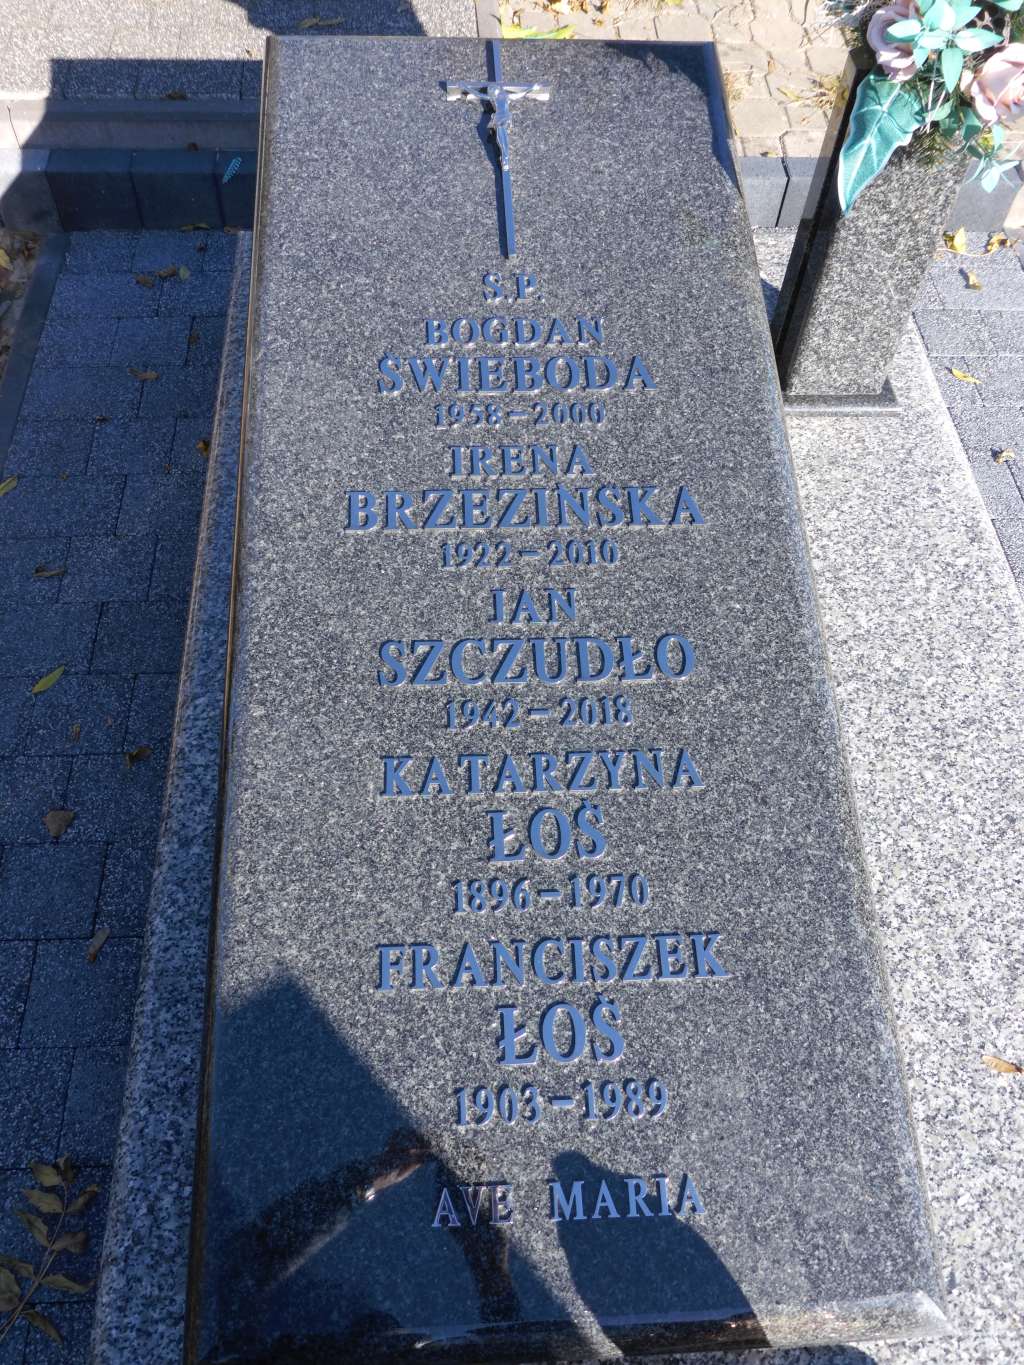 Ś.P.
BOGDAN
ŚWIEBODA
1958-2000
IRENA
BRZEZIŃSKA
1922-2010
JAN
SZCZUDŁO
1942-2018
KATARZYNA
ŁOŚ
1896-1970
FRANCISZEK
ŁOŚ
1903-1989
AVE MARIA